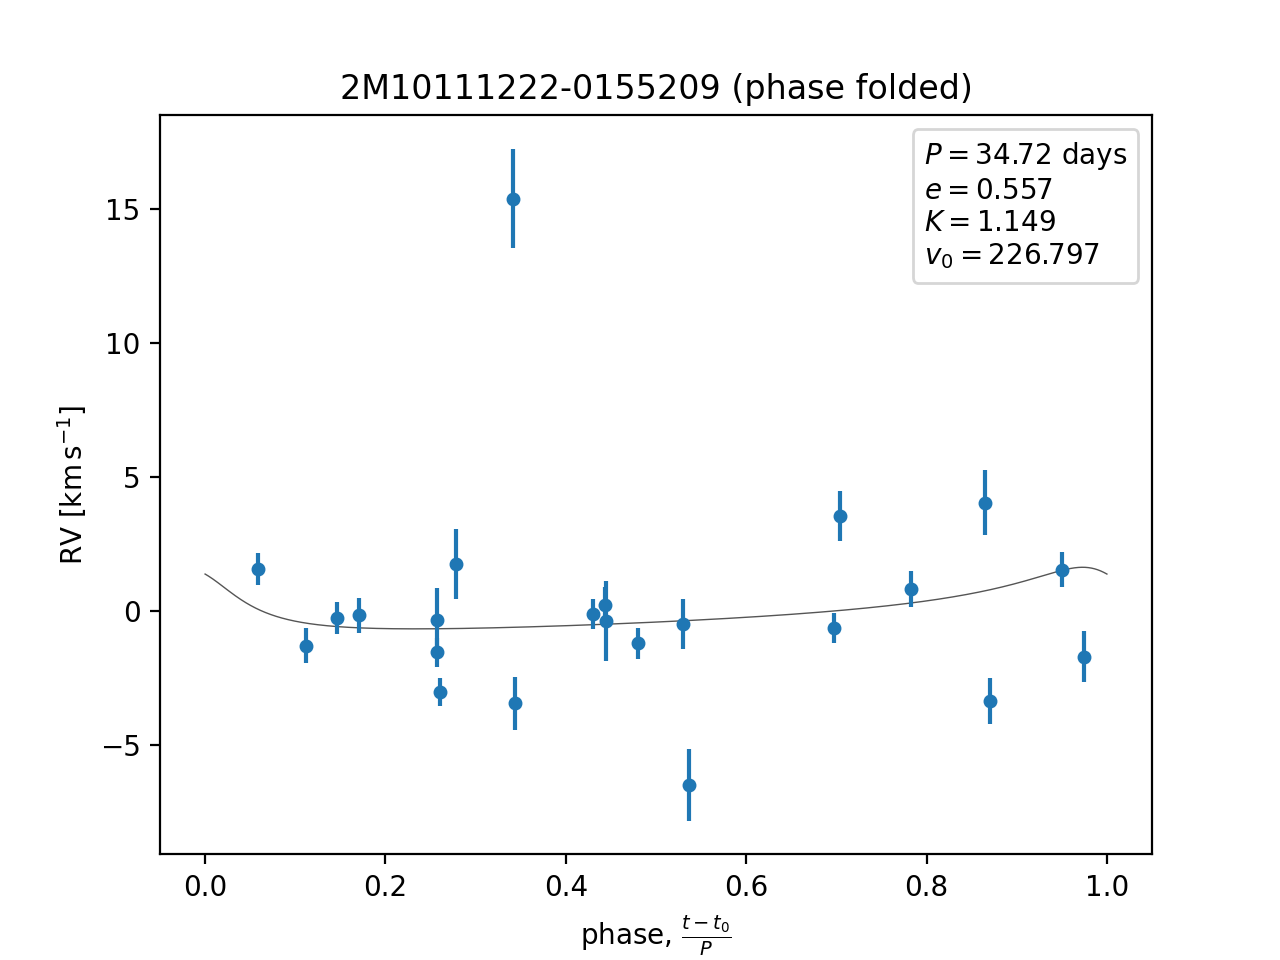 2M10111222-0155209 (phase folded)
P = 34.72 days
e = 0.557
K = 1.149
v₀ = 226.797
15
10
5
0
−5
RV [km s⁻¹]
0.0 0.2 0.4 0.6 0.8 1.0
phase, (t − t₀)/P